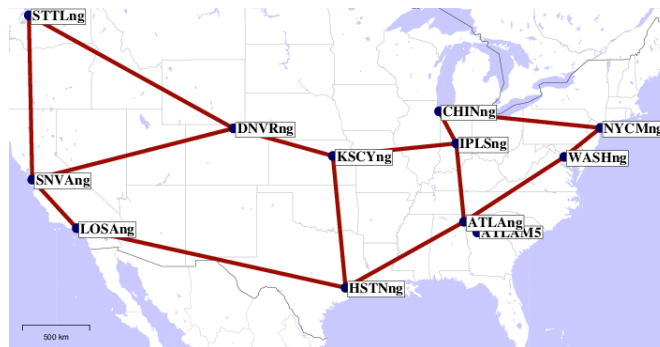 STTLng
CHINng
DNVRng
NYCMng
IPLSng
KSCYng
WASHng
SNVAng
ATLAng
LOSAng
ATLAM5
HSTNng
500 km